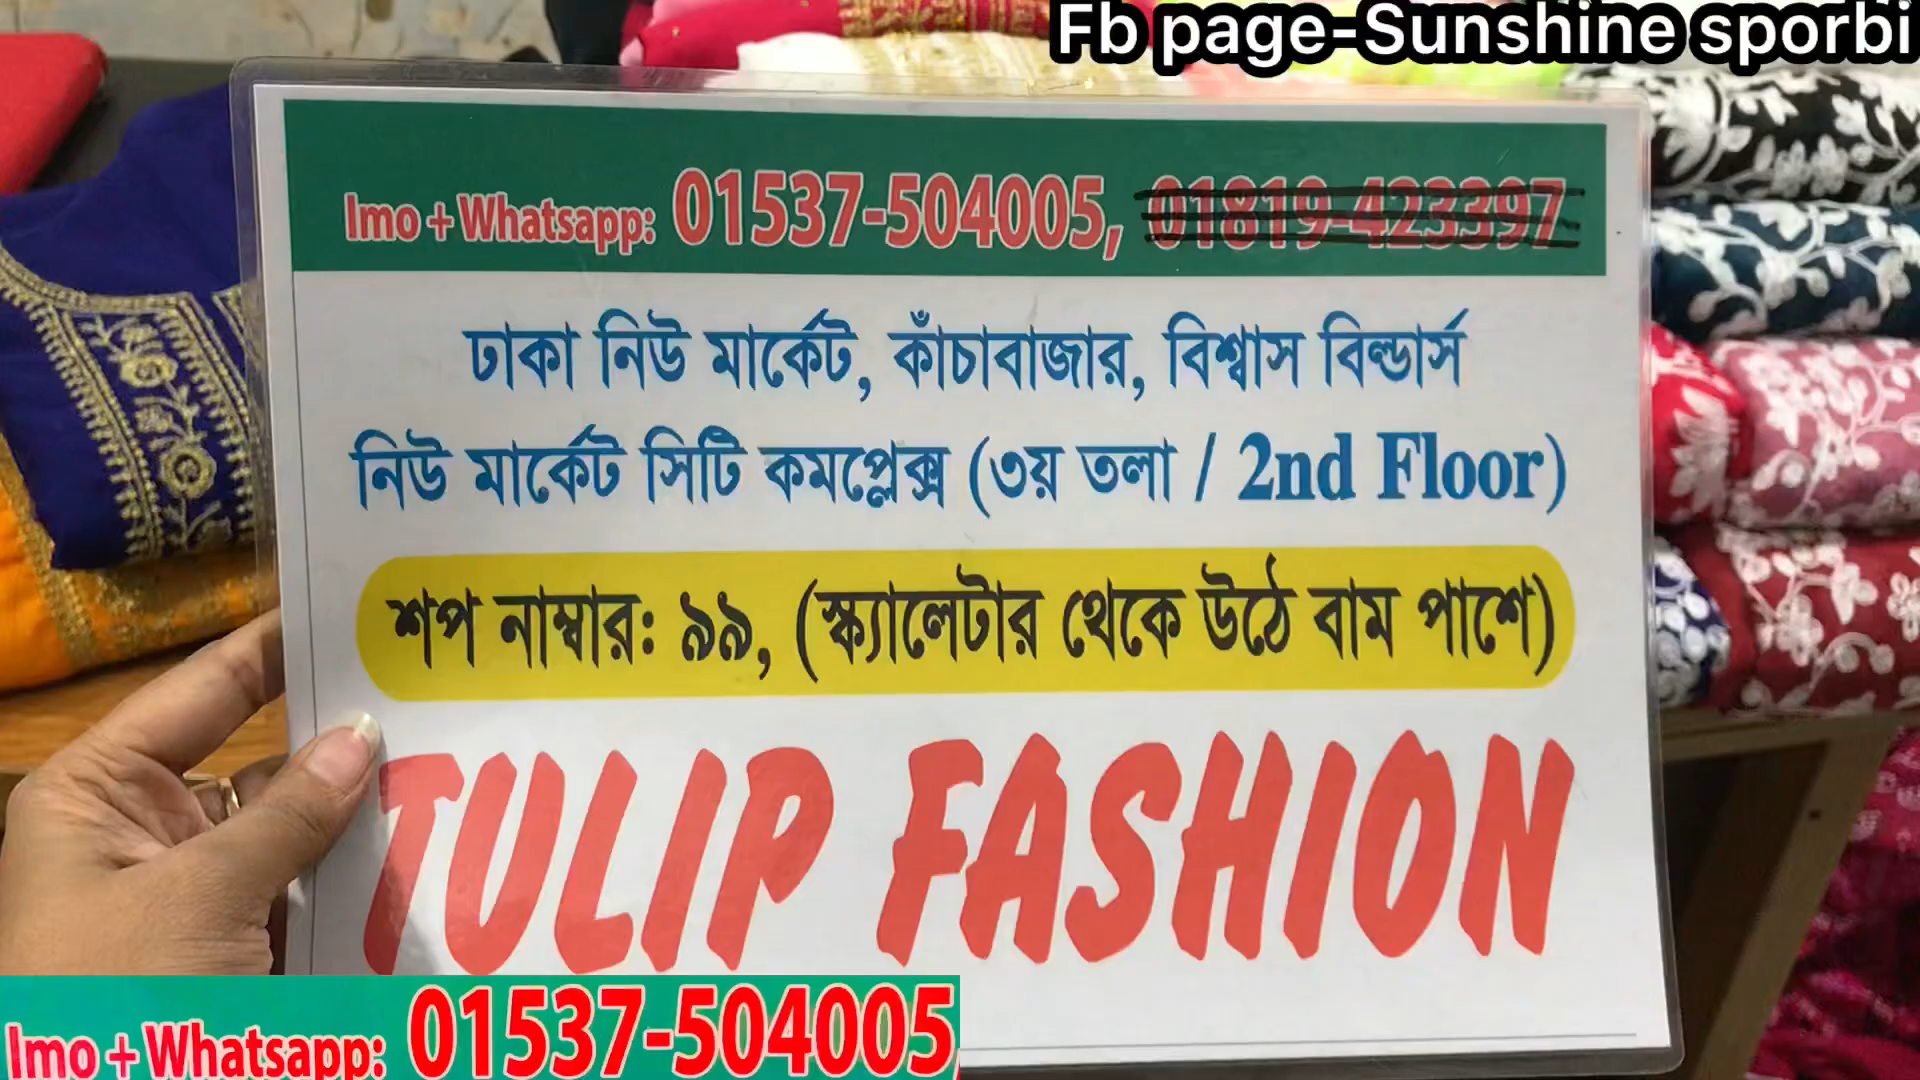 Fb page-Sunshine sporbi
Imo + Whatsapp: 01537-504005, 01819-423397
ঢাকা নিউ মার্কেট, কাঁচাবাজার, বিশ্বাস বিল্ডার্স
নিউ মার্কেট সিটি কমপ্লেক্স (৩য় তলা / 2nd Floor)
শপ নাম্বার: ৯৯, (স্ক্যালেটার থেকে উঠে বাম পাশে)
TULIP FASHION
Imo + Whatsapp: 01537-504005,